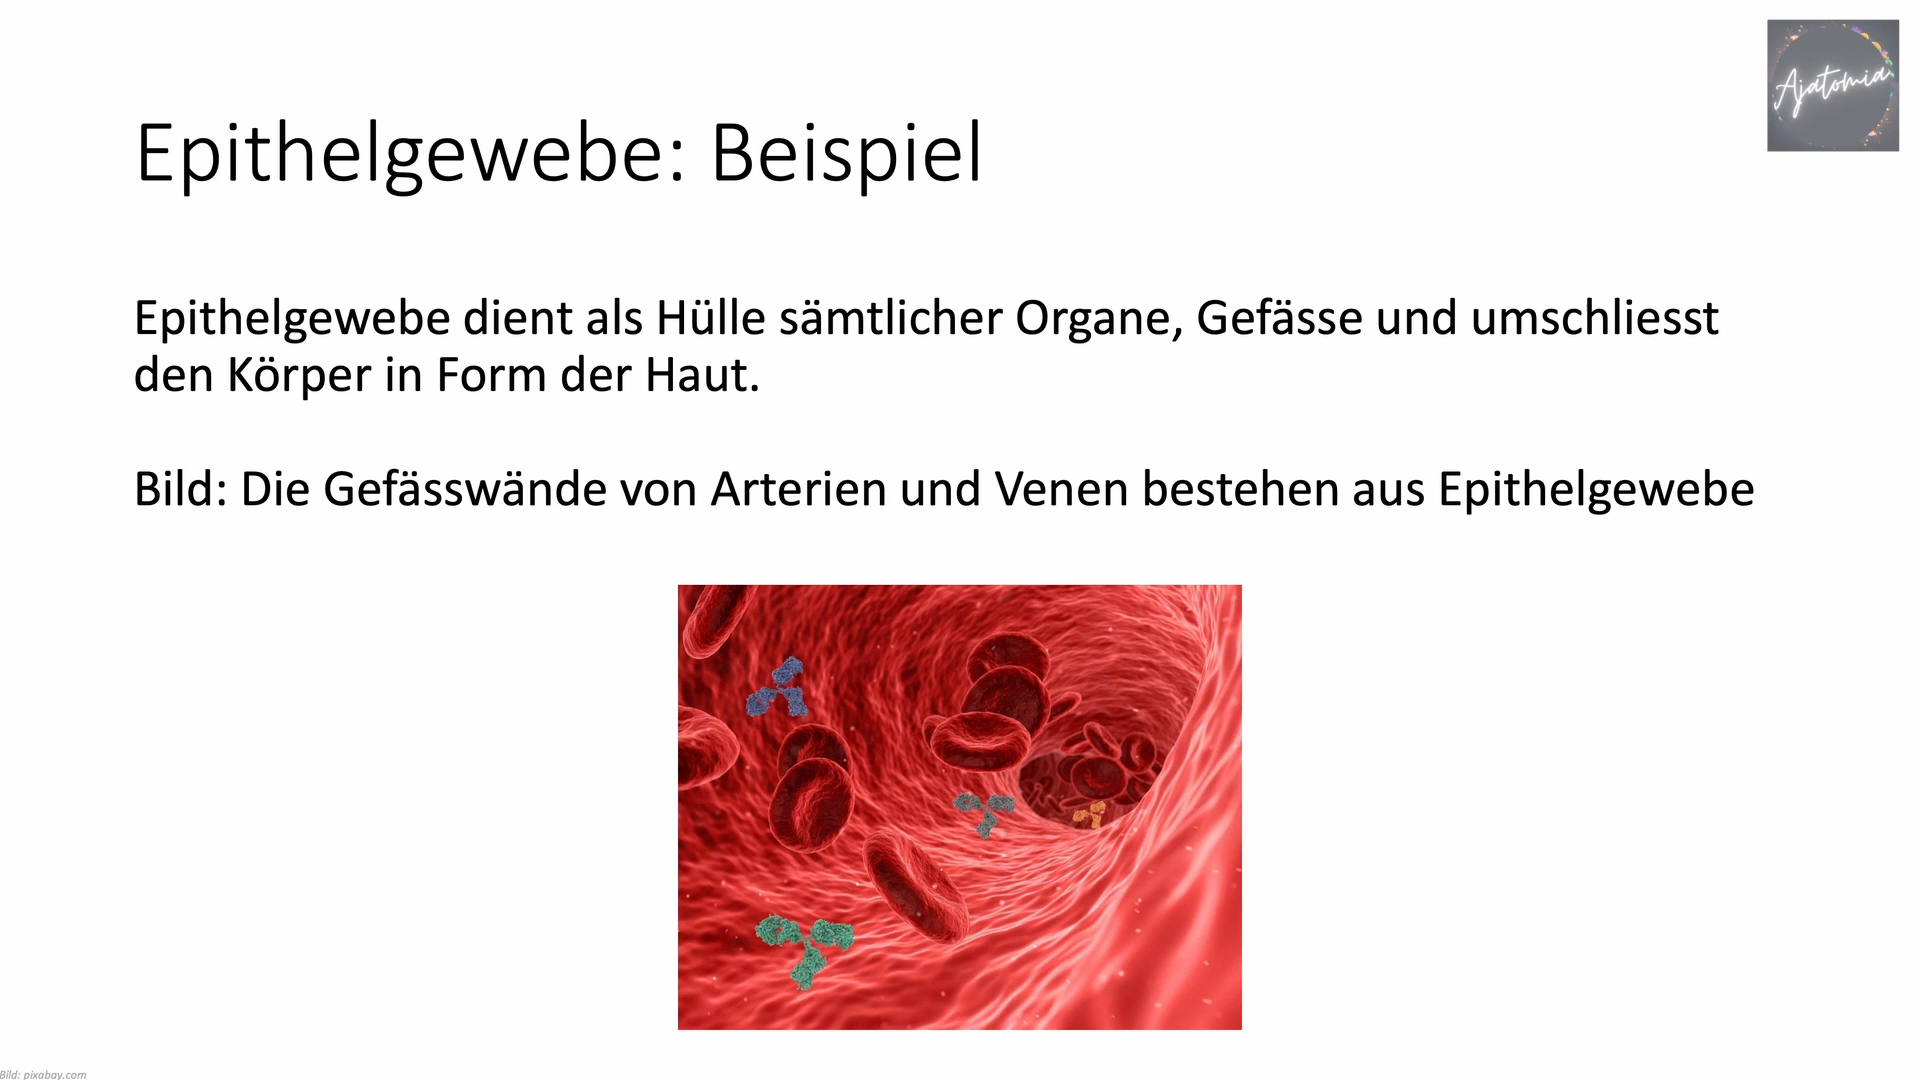 Ajatomia
Epithelgewebe: Beispiel
Epithelgewebe dient als Hülle sämtlicher Organe, Gefässe und umschliesst
den Körper in Form der Haut.
Bild: Die Gefässwände von Arterien und Venen bestehen aus Epithelgewebe
Bild: pixabay.com